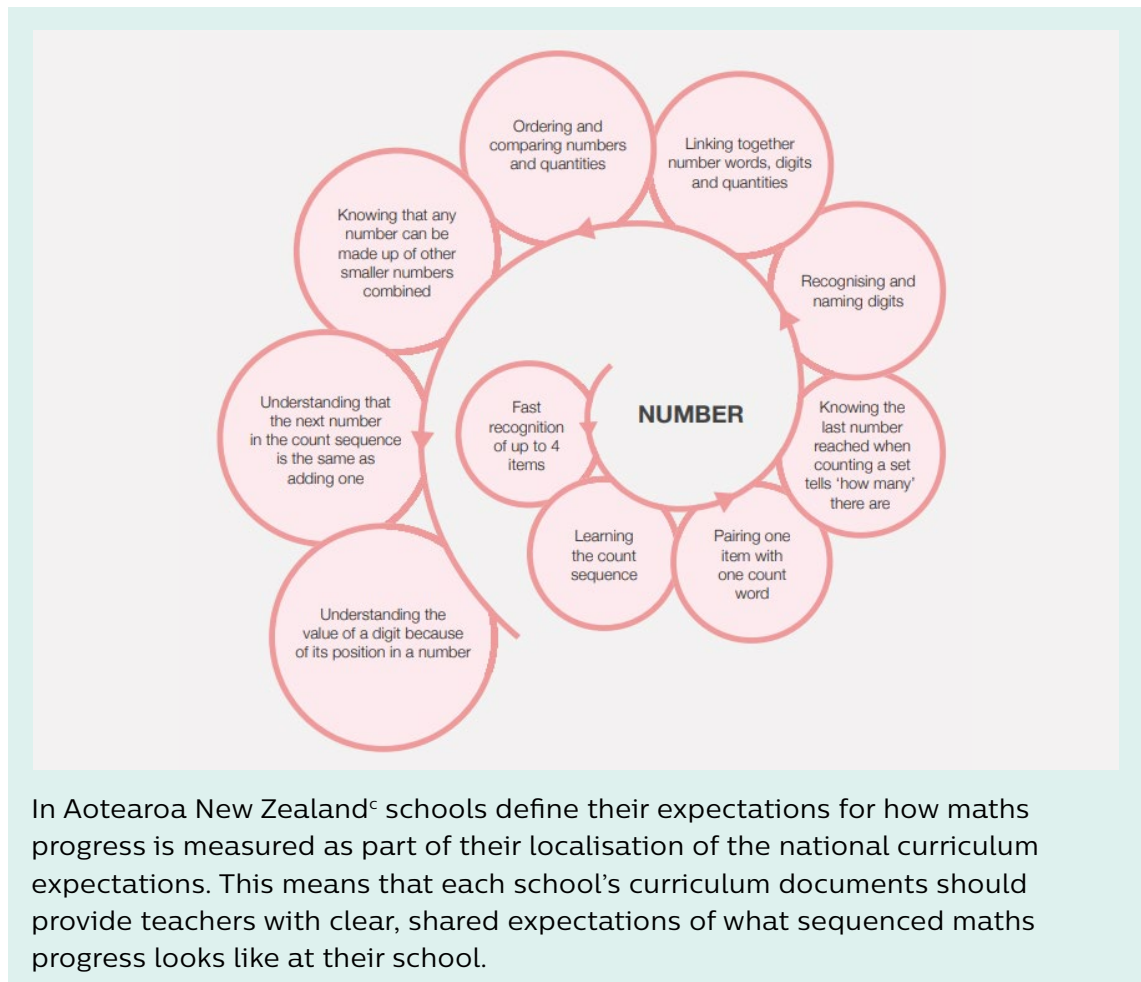 NUMBER
Fast
recognition
of up to 4
items
Learning
the count
sequence
Pairing one
item with
one count
word
Knowing the
last number
reached when
counting a set
tells ‘how many’
there are
Recognising and
naming digits
Linking together
number words, digits
and quantities
Ordering and
comparing numbers
and quantities
Knowing that any
number can be
made up of other
smaller numbers
combined
Understanding that
the next number
in the count sequence
is the same as
adding one
Understanding the
value of a digit because
of its position in a number
In Aotearoa New Zealandᶜ schools define their expectations for how maths
progress is measured as part of their localisation of the national curriculum
expectations. This means that each school’s curriculum documents should
provide teachers with clear, shared expectations of what sequenced maths
progress looks like at their school.